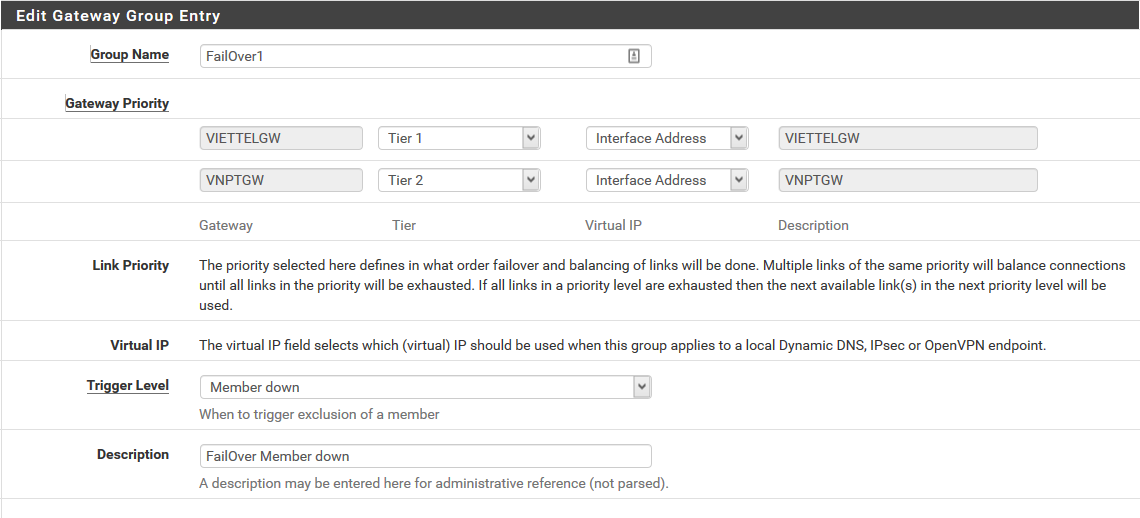 Edit Gateway Group Entry
Group Name FailOver1
Gateway Priority
VIETTELGW Tier 1 Interface Address VIETTELGW
VNPTGW Tier 2 Interface Address VNPTGW
Gateway Tier Virtual IP Description
Link Priority The priority selected here defines in what order failover and balancing of links will be done. Multiple links of the same priority will balance connections
until all links in the priority will be exhausted. If all links in a priority level are exhausted then the next available link(s) in the next priority level will be
used.
Virtual IP The virtual IP field selects which (virtual) IP should be used when this group applies to a local Dynamic DNS, IPsec or OpenVPN endpoint.
Trigger Level Member down
When to trigger exclusion of a member
Description FailOver Member down
A description may be entered here for administrative reference (not parsed).